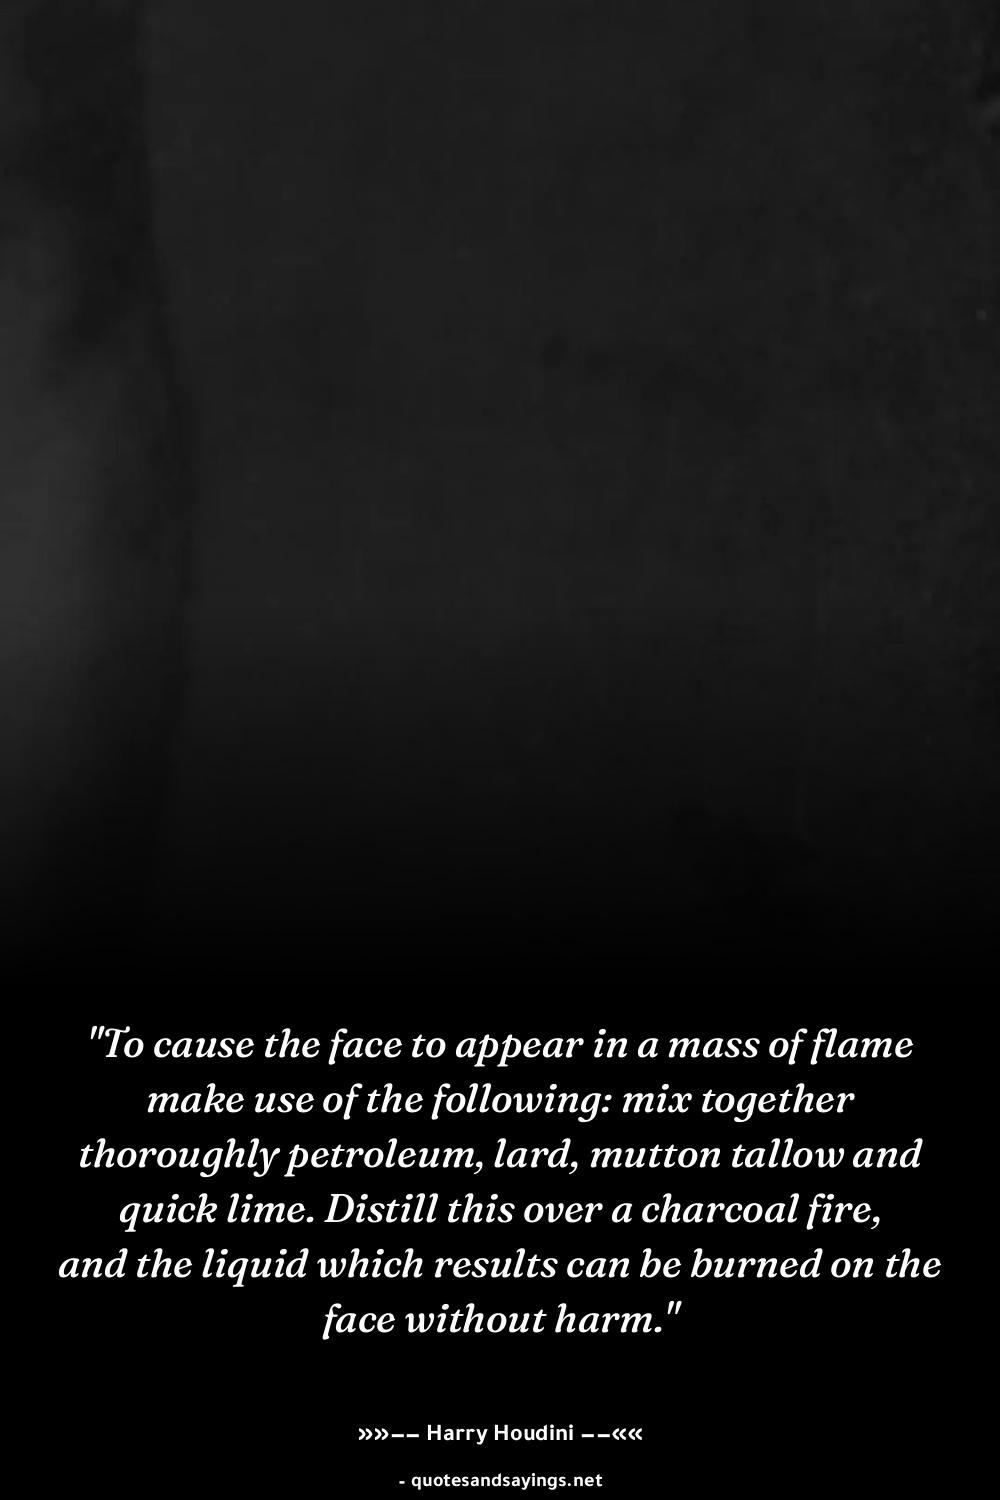 "To cause the face to appear in a mass of flame
make use of the following: mix together
thoroughly petroleum, lard, mutton tallow and
quick lime. Distill this over a charcoal fire,
and the liquid which results can be burned on the
face without harm."
»»–– Harry Houdini ––««
- quotesandsayings.net